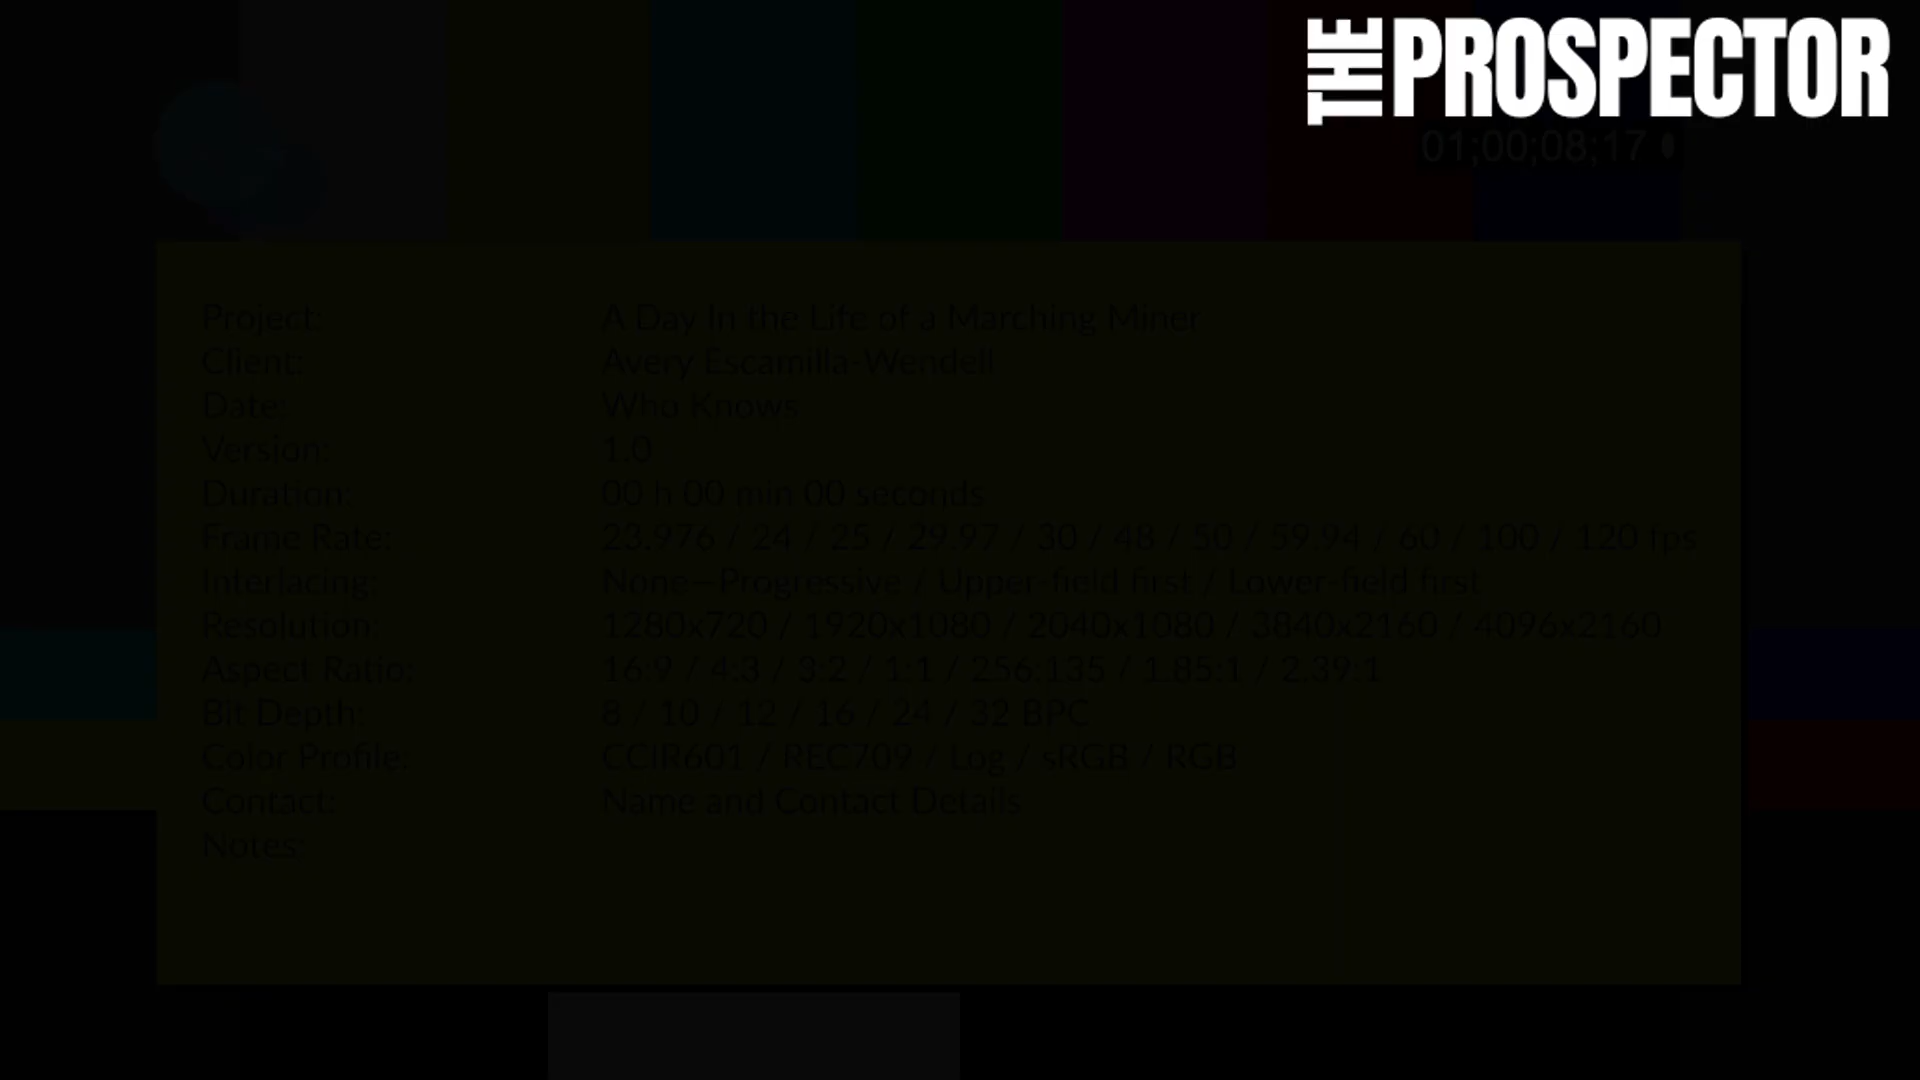 THE PROSPECTOR
01;00;08;17
Project: A Day In the Life of a Marching Miner
Client: Avery Escamilla-Wendell
Date: Who Knows
Version: 1.0
Duration: 00 h 00 min 00 seconds
Frame Rate: 23.976 / 24 / 25 / 29.97 / 30 / 48 / 50 / 59.94 / 60 / 100 / 120 fps
Interlacing: None—Progressive / Upper-field first / Lower-field first
Resolution: 1280x720 / 1920x1080 / 2040x1080 / 3840x2160 / 4096x2160
Aspect Ratio: 16:9 / 4:3 / 3:2 / 1:1 / 256:135 / 1.85:1 / 2.39:1
Bit Depth: 8 / 10 / 12 / 16 / 24 / 32 BPC
Color Profile: CCIR601 / REC709 / Log / sRGB / RGB
Contact: Name and Contact Details
Notes: